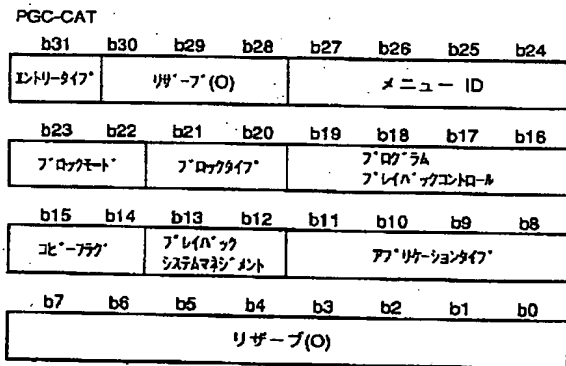 PGC-CAT
b31 b30 b29 b28 b27 b26 b25 b24
エントリータイプ リザーブ(O) メニュー ID
b23 b22 b21 b20 b19 b18 b17 b16
ブロックモード ブロックタイプ プログラム
プレイバックコントロール
b15 b14 b13 b12 b11 b10 b9 b8
コピーフラグ プレイバック アプリケーションタイプ
システムマネジメント
b7 b6 b5 b4 b3 b2 b1 b0
リザーブ(O)